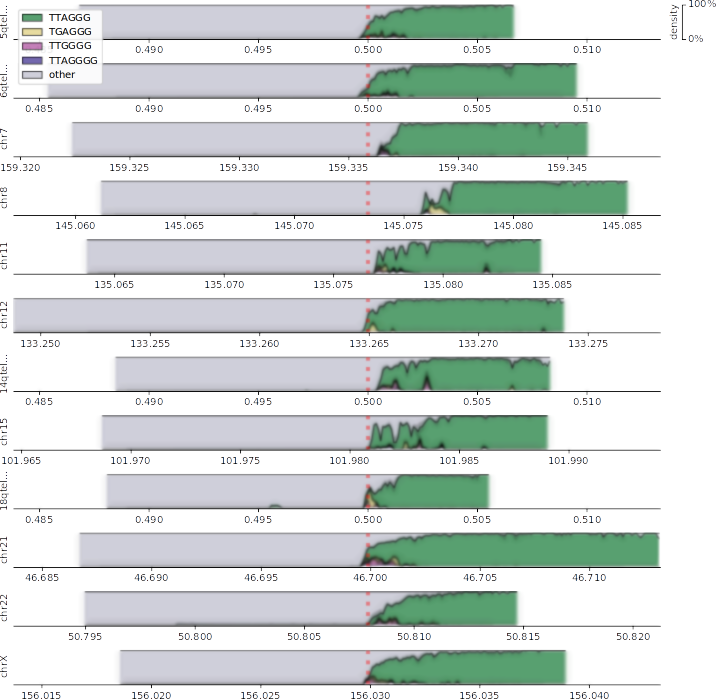 TTAGGG
TGAGGG
TTGGGG
TTAGGGG
other
density
100%
0%
5qtel...
0.490 0.495 0.500 0.505 0.510
6qtel...
0.485 0.490 0.495 0.500 0.505 0.510
chr7
159.320 159.325 159.330 159.335 159.340 159.345
chr8
145.060 145.065 145.070 145.075 145.080 145.085
chr11
135.065 135.070 135.075 135.080 135.085
chr12
133.250 133.255 133.260 133.265 133.270 133.275
14qtel...
0.485 0.490 0.495 0.500 0.505 0.510
chr15
101.965 101.970 101.975 101.980 101.985 101.990
18qtel...
0.485 0.490 0.495 0.500 0.505 0.510
chr21
46.685 46.690 46.695 46.700 46.705 46.710
chr22
50.795 50.800 50.805 50.810 50.815 50.820
chrX
156.015 156.020 156.025 156.030 156.035 156.040